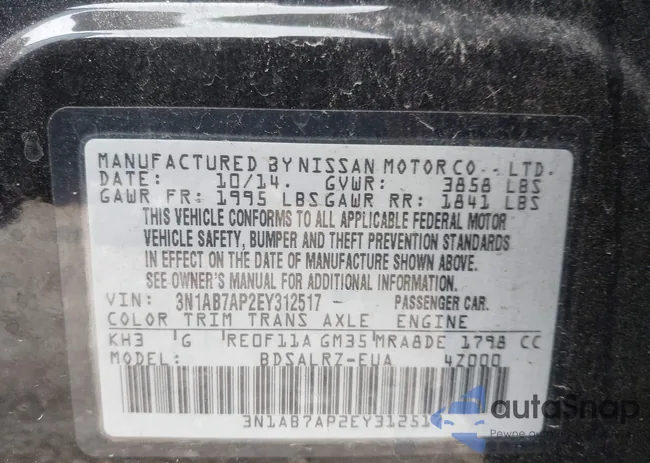 MANUFACTURED BY NISSAN MOTOR CO., LTD.
DATE: 10/14. GVWR: 3858 LBS
GAWR FR: 1995 LBS GAWR RR: 1841 LBS
THIS VEHICLE CONFORMS TO ALL APPLICABLE FEDERAL MOTOR
VEHICLE SAFETY, BUMPER AND THEFT PREVENTION STANDARDS
IN EFFECT ON THE DATE OF MANUFACTURE SHOWN ABOVE.
SEE OWNER'S MANUAL FOR ADDITIONAL INFORMATION.
VIN: 3N1AB7AP2EY312517 PASSENGER CAR.
COLOR TRIM TRANS AXLE ENGINE
KH3 G RE0F11A GM35 MRA8DE 1798 CC
MODEL: BDSALRZ-EUA 4Z000
3N1AB7AP2EY31251
autoSnap